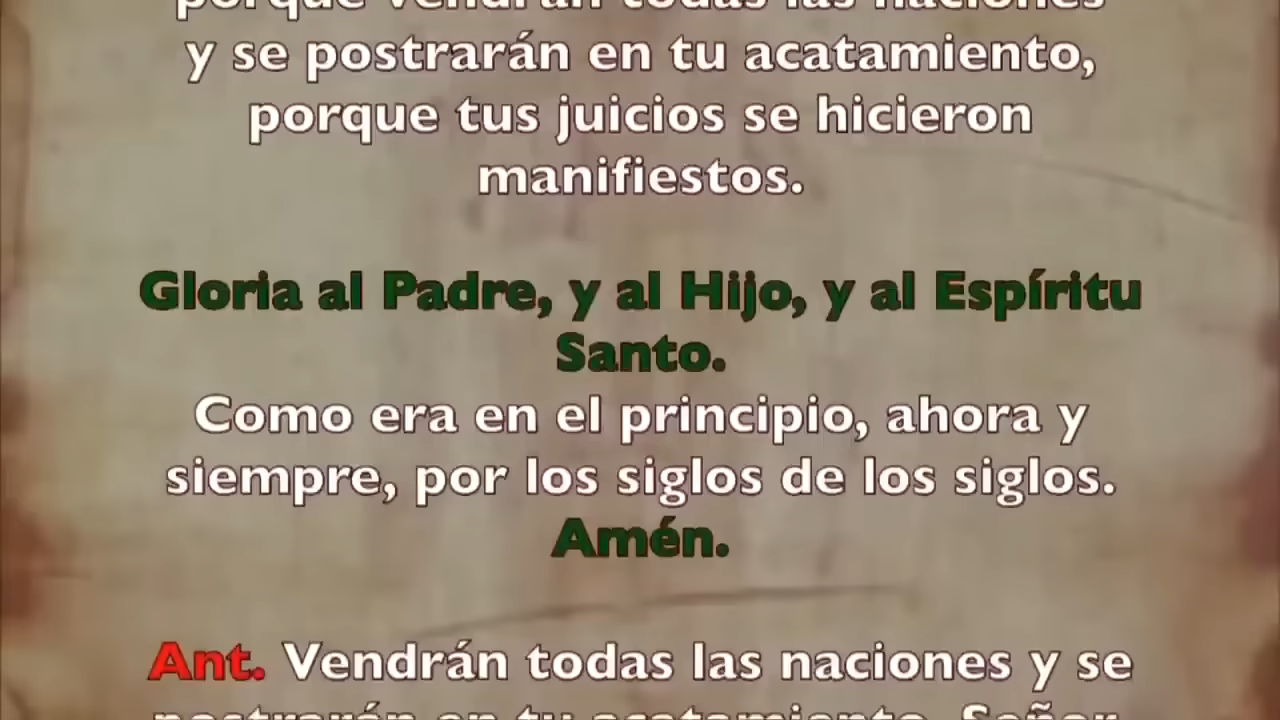 porque vendrán todas las naciones
y se postrarán en tu acatamiento,
porque tus juicios se hicieron
manifiestos.
Gloria al Padre, y al Hijo, y al Espíritu
Santo.
Como era en el principio, ahora y
siempre, por los siglos de los siglos.
Amén.
Ant. Vendrán todas las naciones y se
postrarán en tu acatamiento, Señor